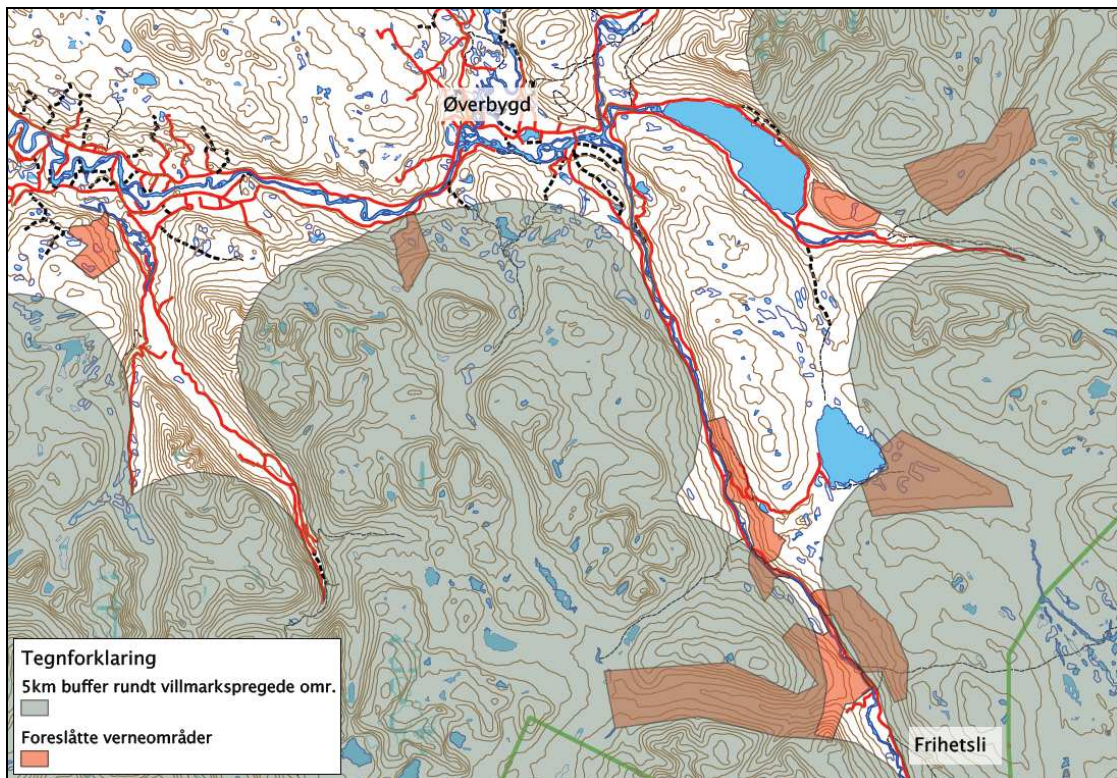 Øverbygd
Tegnforklaring
5km buffer rundt villmarkspregede omr.
Foreslåtte verneområder
Frihetsli